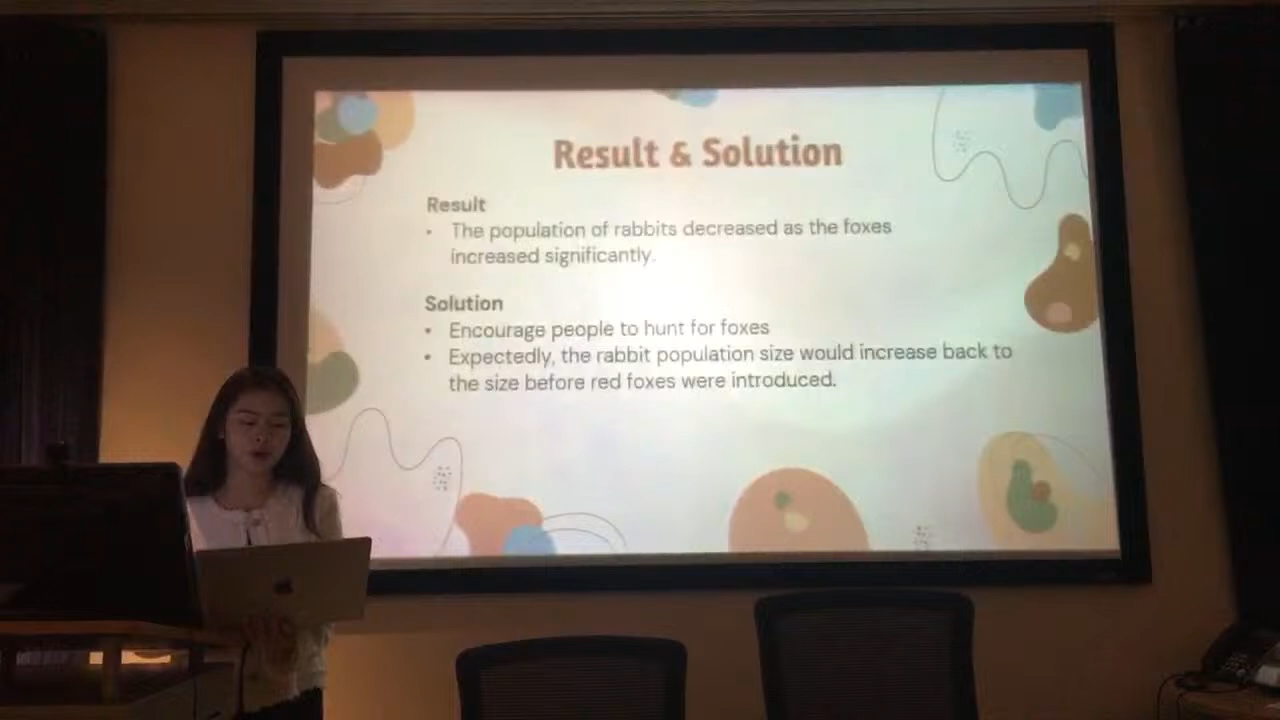 Result & Solution
Result
• The population of rabbits decreased as the foxes
increased significantly.
Solution
• Encourage people to hunt for foxes
• Expectedly, the rabbit population size would increase back to
the size before red foxes were introduced.